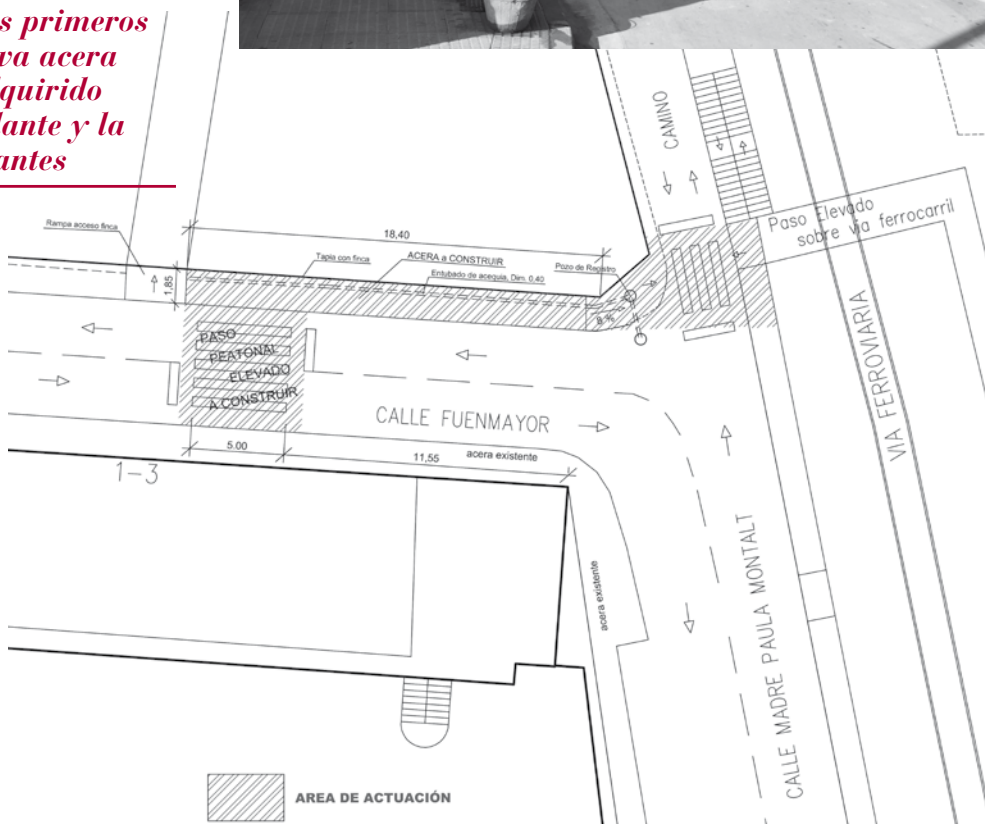 s primeros
va acera
quirido
lante y la
antes
CAMINO
Paso Elevado
sobre vía ferrocarril
Rampa acceso finca
18,40
Tapia con finca
ACERA a CONSTRUIR
Entubado de acequia, Dim. 0.40
Pozo de Registro
1,85
8 %
PASO
PEATONAL
ELEVADO
A CONSTRUIR
CALLE FUENMAYOR
VIA FERROVIARIA
5.00
11,55
acera existente
1-3
acera existente
CALLE MADRE PAULA MONTALT
AREA DE ACTUACIÓN